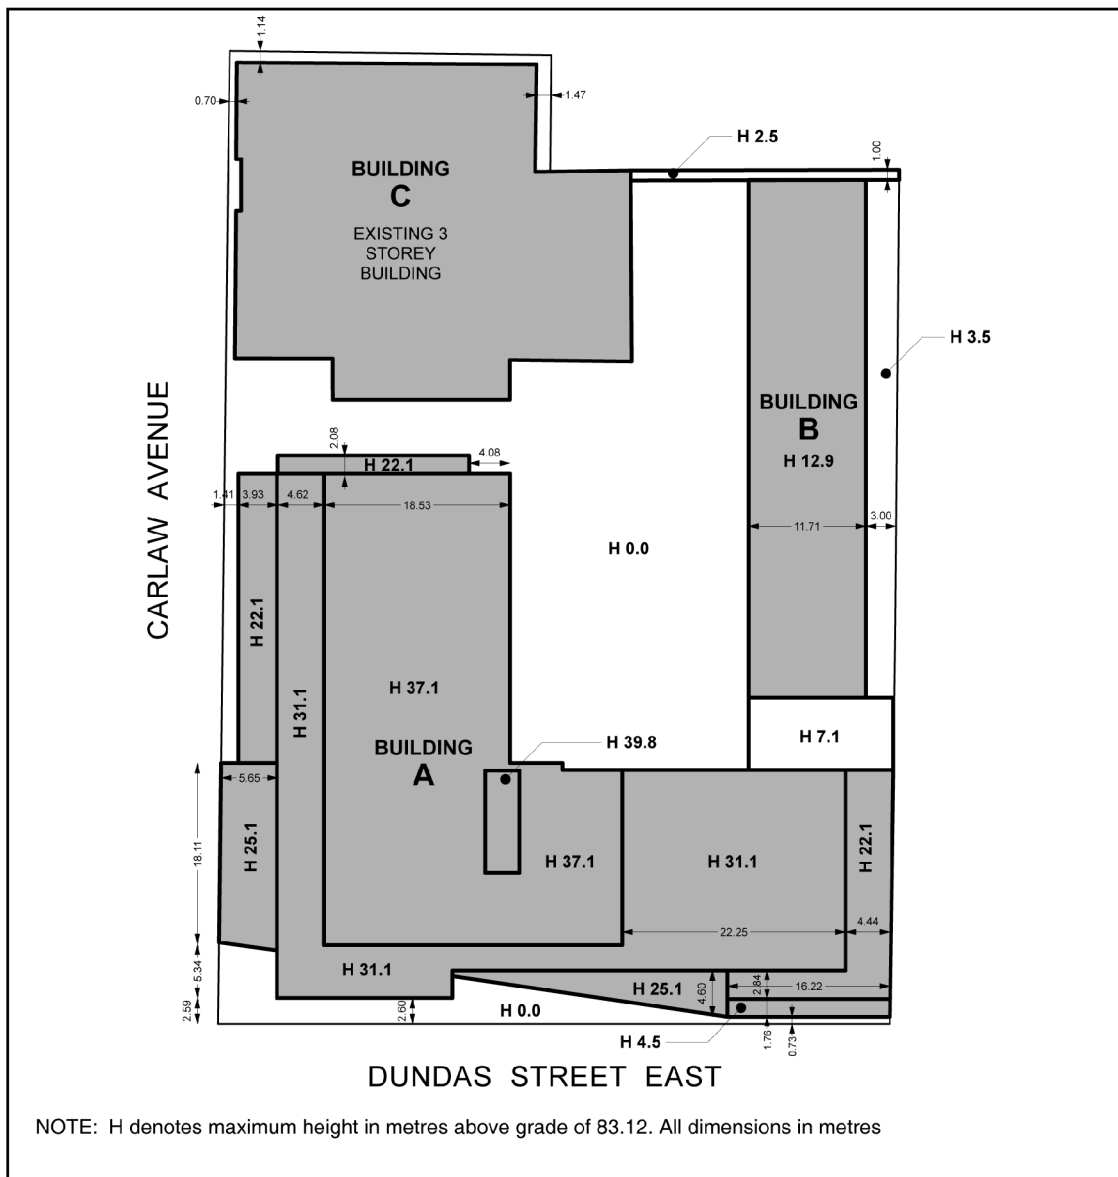 1.14
0.70
1.47
H 2.5
1.00
BUILDING
C
EXISTING 3
STOREY
BUILDING
H 3.5
CARLAW AVENUE
BUILDING
B
H 12.9
2.08
H 22.1
4.08
1.41
3.93
4.62
18.53
11.71
3.00
H 0.0
H 22.1
H 31.1
H 37.1
BUILDING
A
H 39.8
H 7.1
5.65
18.11
H 25.1
H 37.1
H 31.1
H 22.1
22.25
4.44
5.34
H 31.1
2.59
2.60
H 0.0
H 25.1
4.60
2.84
16.22
H 4.5
1.76
0.73
DUNDAS STREET EAST
NOTE: H denotes maximum height in metres above grade of 83.12. All dimensions in metres